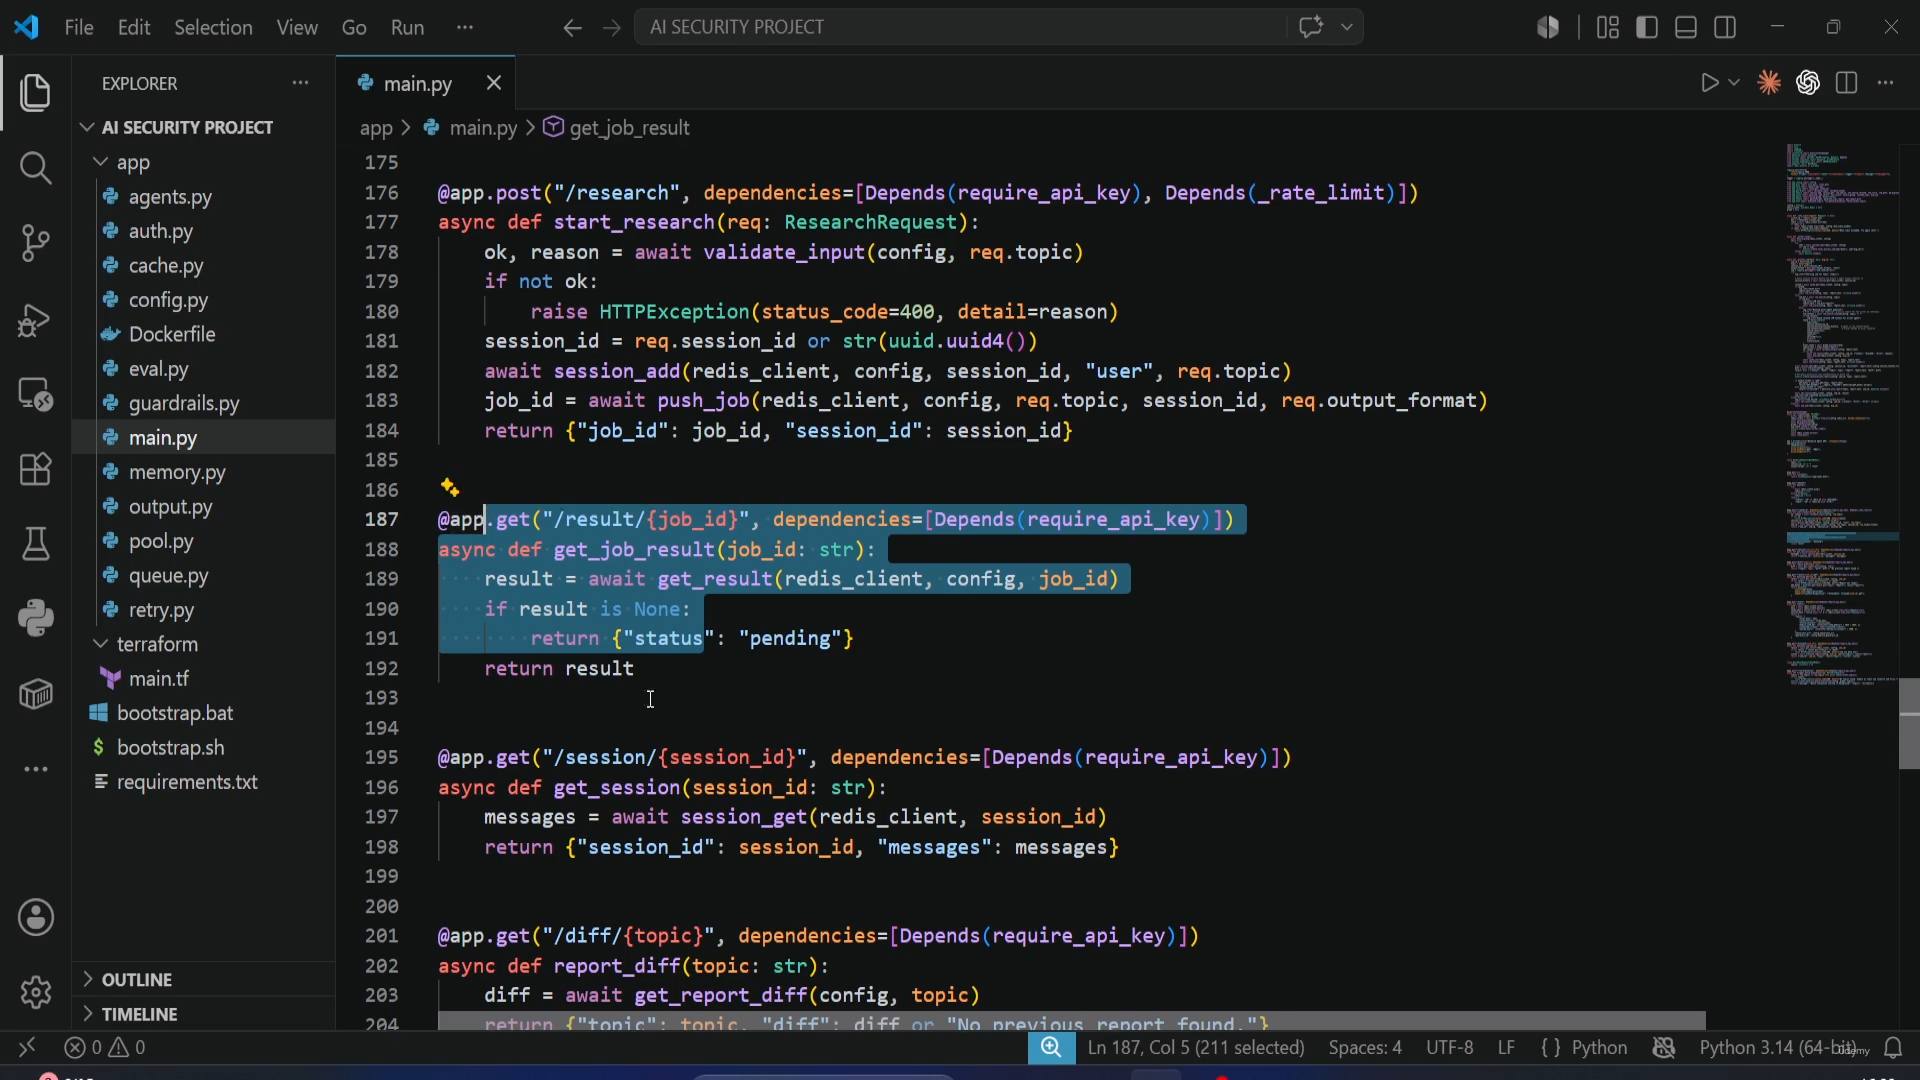 File Edit Selection View Go Run ··· AI SECURITY PROJECT
EXPLORER
AI SECURITY PROJECT
app
agents.py
auth.py
cache.py
config.py
Dockerfile
eval.py
guardrails.py
main.py
memory.py
output.py
pool.py
queue.py
retry.py
terraform
main.tf
bootstrap.bat
bootstrap.sh
requirements.txt
OUTLINE
TIMELINE
main.py
app > main.py > get_job_result
175
176 @app.post("/research", dependencies=[Depends(require_api_key), Depends(_rate_limit)])
177 async def start_research(req: ResearchRequest):
178     ok, reason = await validate_input(config, req.topic)
179     if not ok:
180         raise HTTPException(status_code=400, detail=reason)
181     session_id = req.session_id or str(uuid.uuid4())
182     await session_add(redis_client, config, session_id, "user", req.topic)
183     job_id = await push_job(redis_client, config, req.topic, session_id, req.output_format)
184     return {"job_id": job_id, "session_id": session_id}
185
186
187 @app.get("/result/{job_id}", dependencies=[Depends(require_api_key)])
188 async def get_job_result(job_id: str):
189     result = await get_result(redis_client, config, job_id)
190     if result is None:
191         return {"status": "pending"}
192     return result
193
194
195 @app.get("/session/{session_id}", dependencies=[Depends(require_api_key)])
196 async def get_session(session_id: str):
197     messages = await session_get(redis_client, session_id)
198     return {"session_id": session_id, "messages": messages}
199
200
201 @app.get("/diff/{topic}", dependencies=[Depends(require_api_key)])
202 async def report_diff(topic: str):
203     diff = await get_report_diff(config, topic)
204     return {"topic": topic, "diff": diff or "No previous report found."}
0 0 Ln 187, Col 5 (211 selected) Spaces: 4 UTF-8 LF {} Python Python 3.14 (64-bit)
Udemy